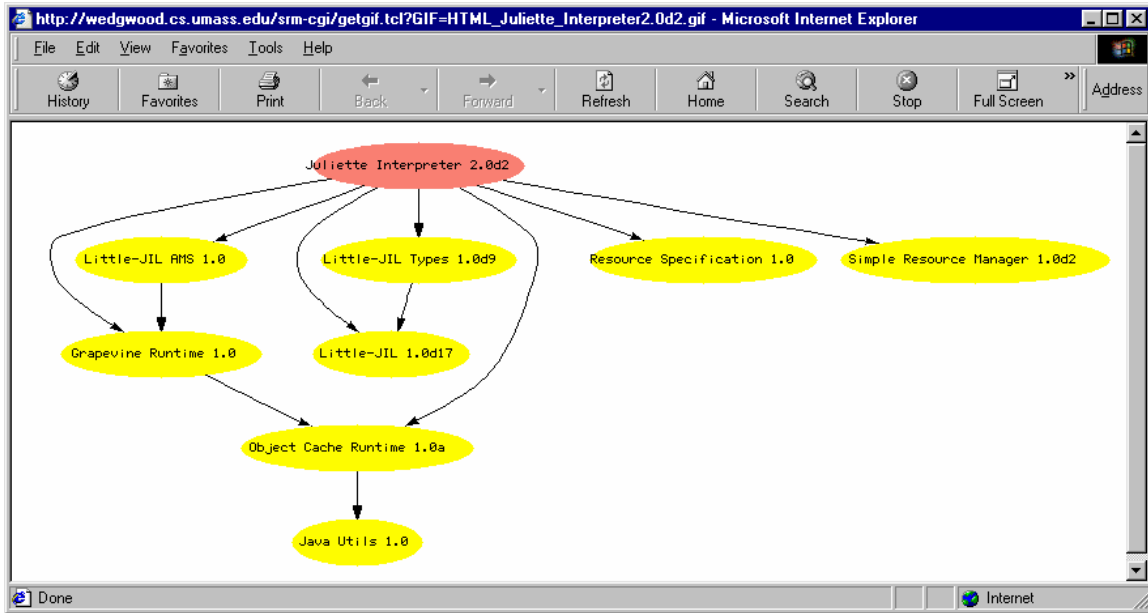 http://wedgwood.cs.umass.edu/srm-cgi/getgif.tcl?GIF=HTML_Juliette_Interpreter2.0d2.gif - Microsoft Internet Explorer
File Edit View Favorites Tools Help
History Favorites Print Back Forward Refresh Home Search Stop Full Screen » Address
Juliette Interpreter 2.0d2
Little-JIL AMS 1.0 Little-JIL Types 1.0d9 Resource Specification 1.0 Simple Resource Manager 1.0d2
Grapevine Runtime 1.0 Little-JIL 1.0d17
Object Cache Runtime 1.0a
Java Utils 1.0
Done Internet